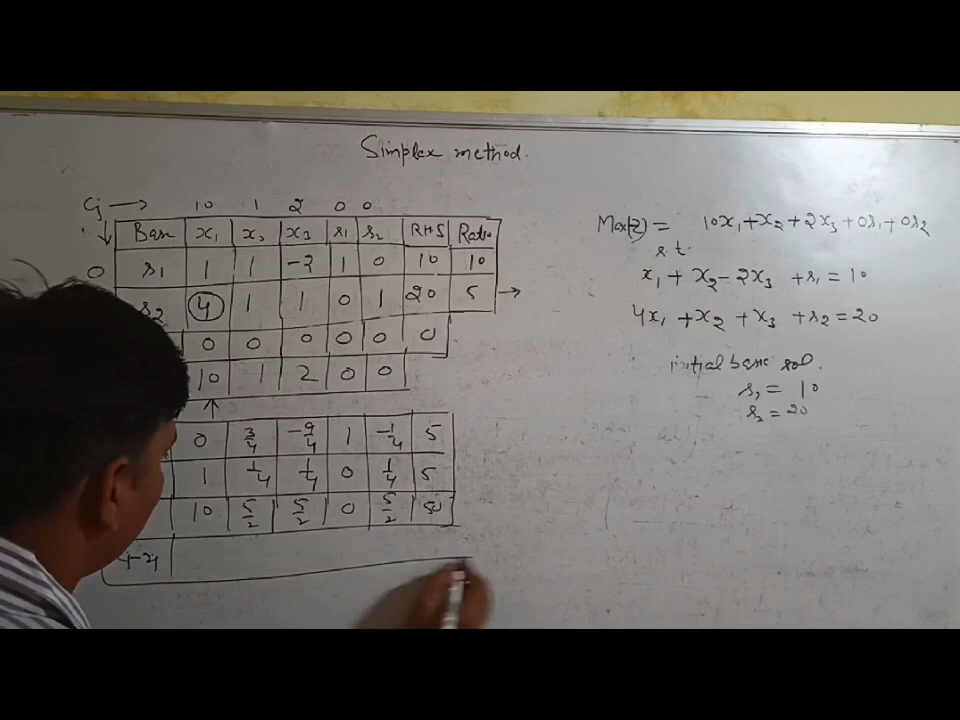 Simplex method.
Cj → 10 1 2 0 0
Base x1 x2 x3 s1 s2 RHS Ratio
0 s1 1 1 -2 1 0 10 10
s2 4 1 1 0 1 20 5 →
0 0 0 0 0 0
10 1 2 0 0
0 3/4 -9/4 1 -1/4 5
1 1/4 1/4 0 1/4 5
10 5/2 5/2 0 5/2 50
Max(Z) = 10x1+x2+2x3+0s1+0s2
s.t.
x1 + x2 - 2x3 + s1 = 10
4x1 + x2 + x3 + s2 = 20
initial basic sol.
s1 = 10
s2 = 20